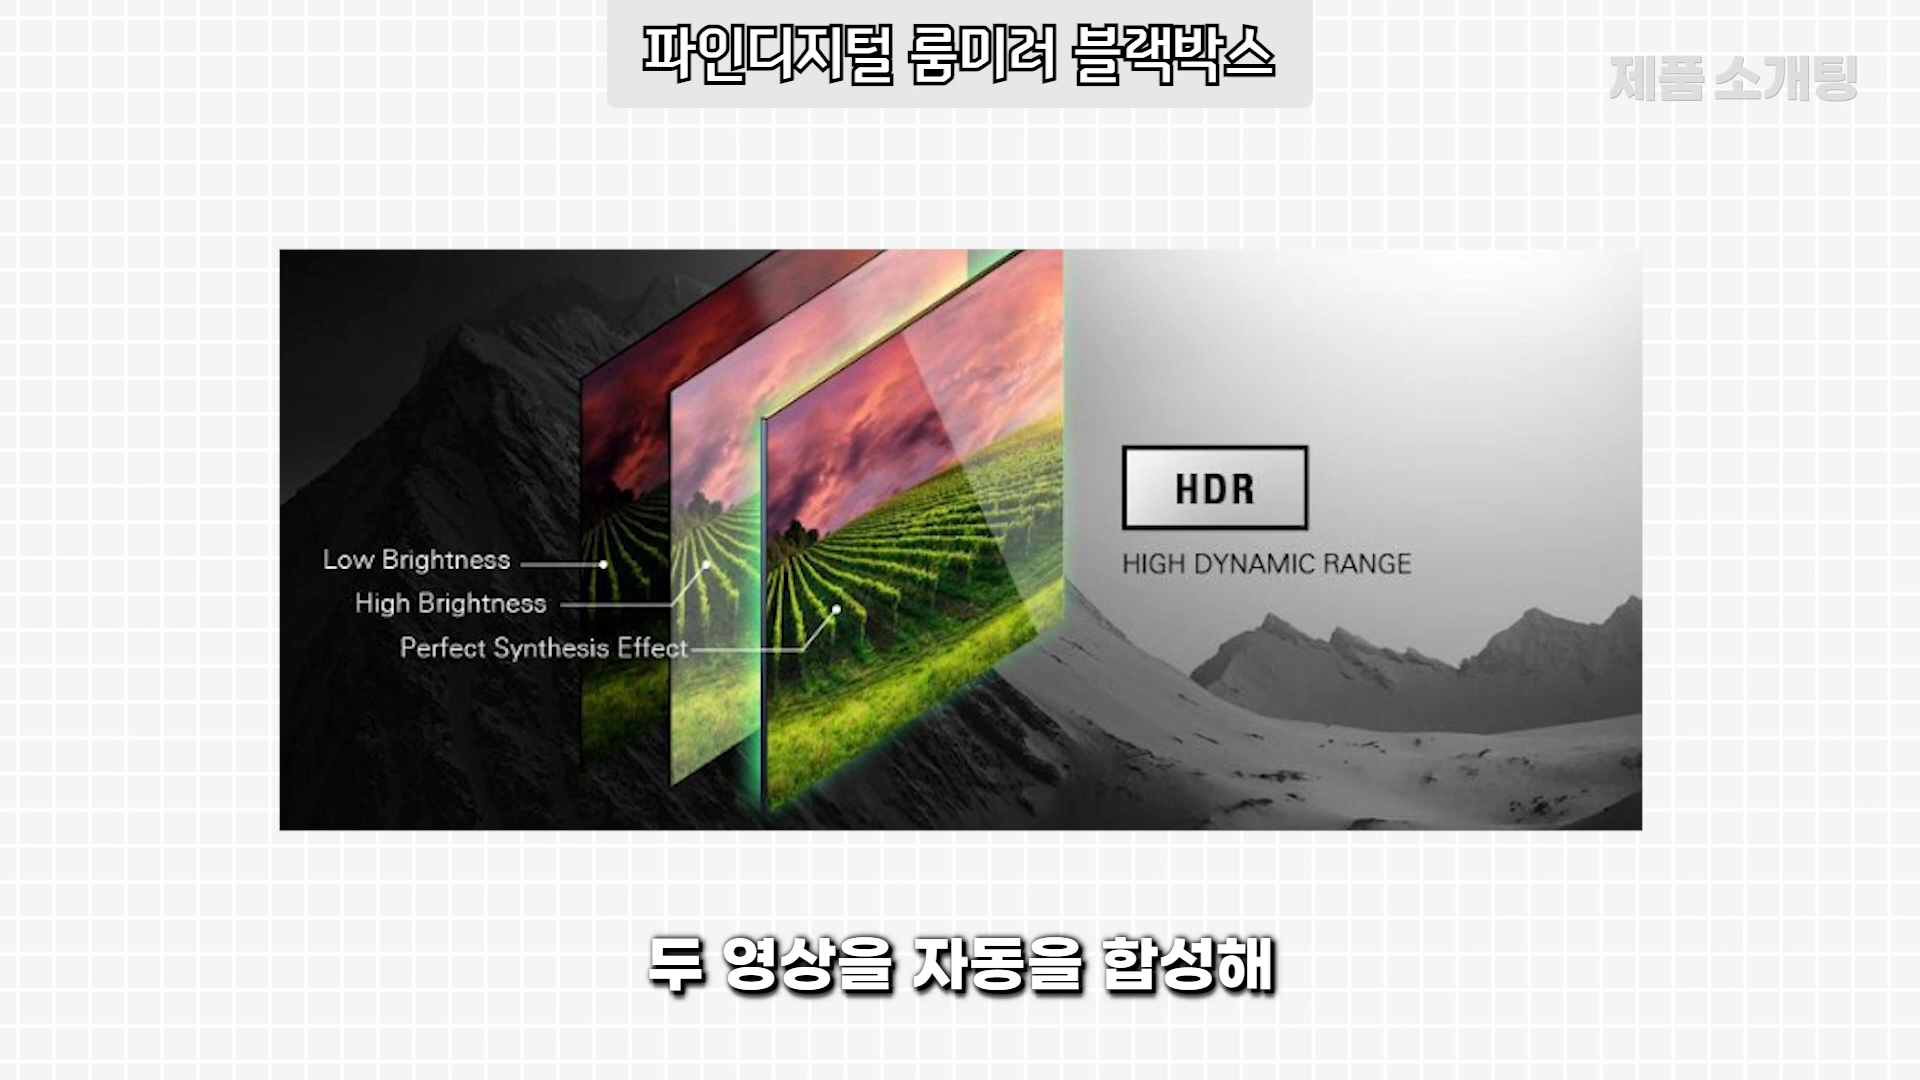 파인디지털 룸미러 블랙박스
제품 소개팅
HDR
HIGH DYNAMIC RANGE
Low Brightness
High Brightness
Perfect Synthesis Effect
두 영상을 자동을 합성해